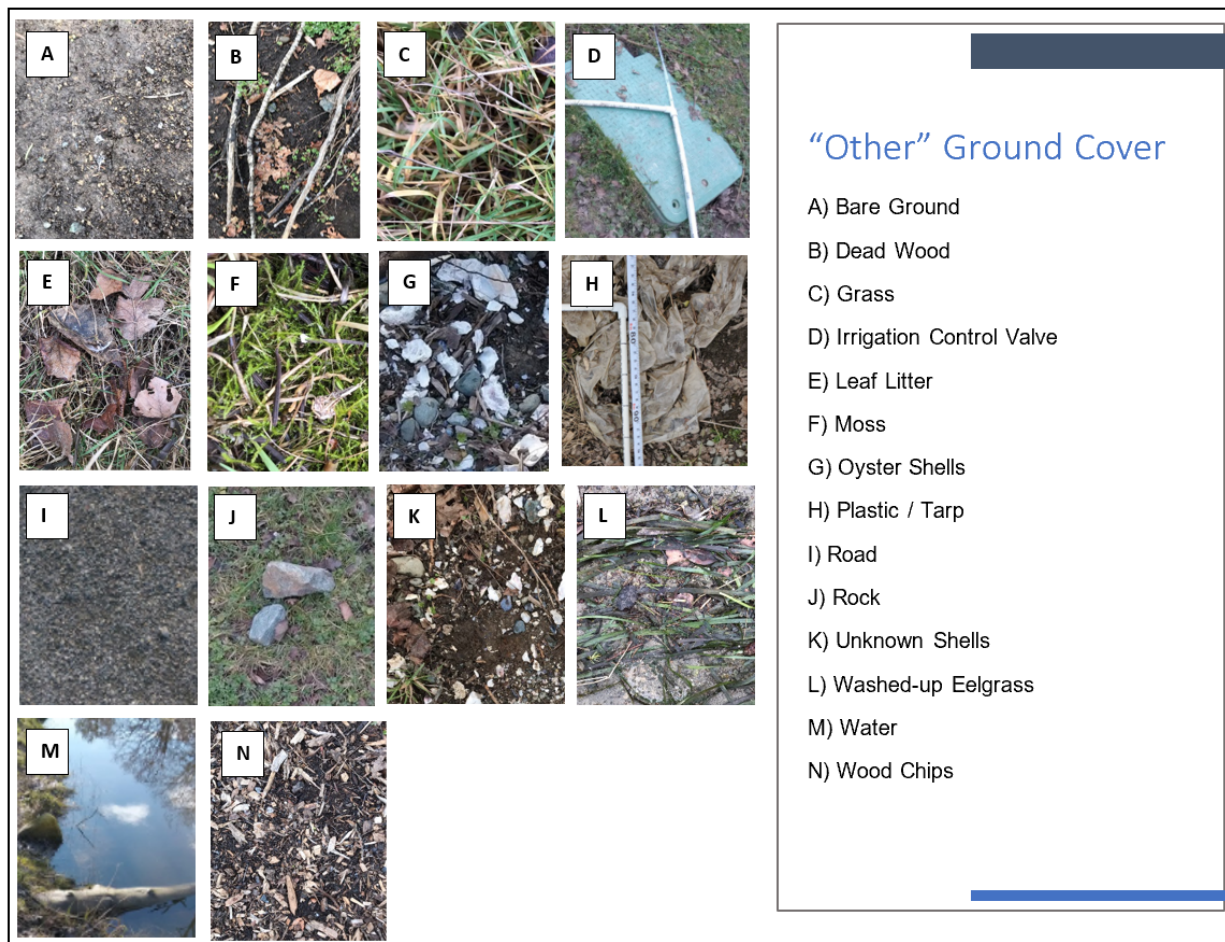 A
B
C
D
E
F
G
H
I
J
K
L
M
N
“Other” Ground Cover
A) Bare Ground
B) Dead Wood
C) Grass
D) Irrigation Control Valve
E) Leaf Litter
F) Moss
G) Oyster Shells
H) Plastic / Tarp
I) Road
J) Rock
K) Unknown Shells
L) Washed-up Eelgrass
M) Water
N) Wood Chips